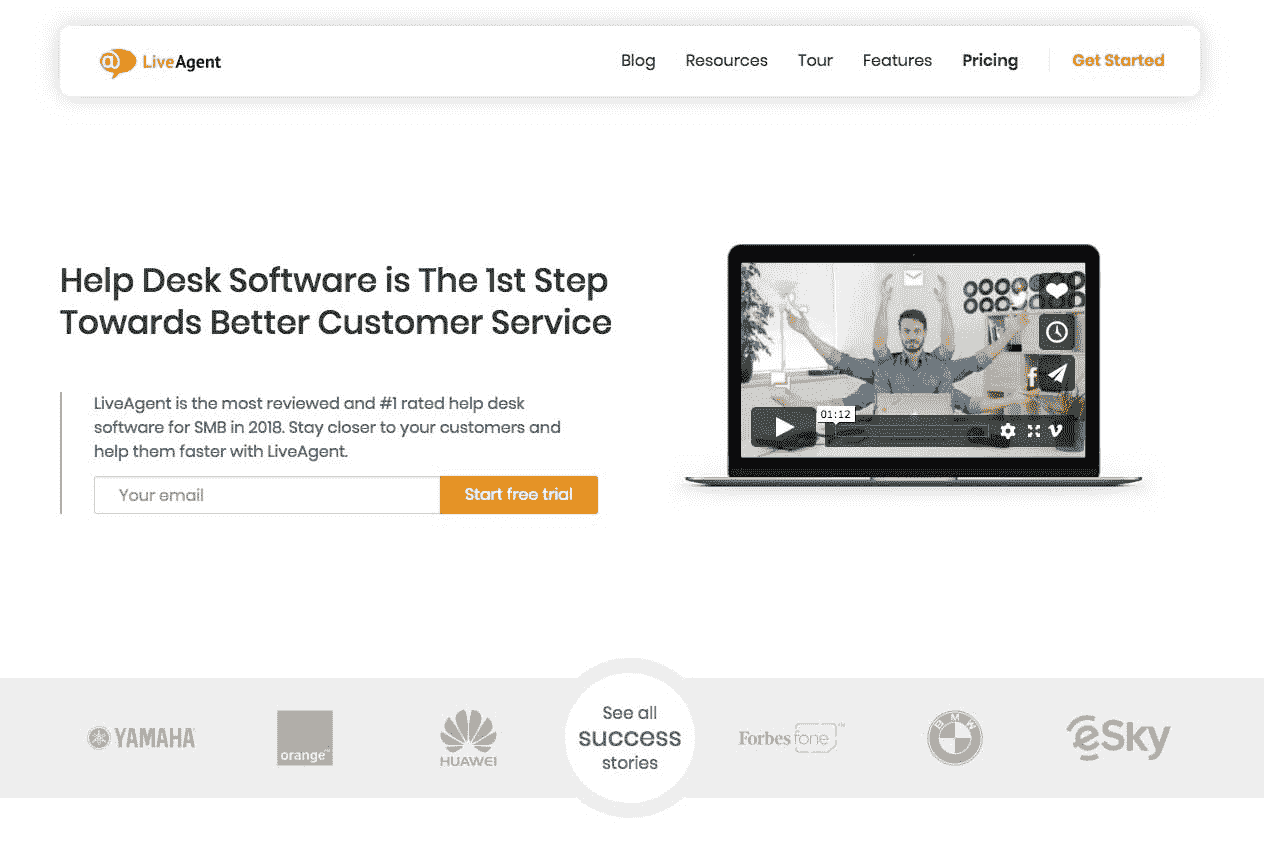 LiveAgent
Blog
Resources
Tour
Features
Pricing
Get Started
Help Desk Software is The 1st Step
Towards Better Customer Service
LiveAgent is the most reviewed and #1 rated help desk
software for SMB in 2018. Stay closer to your customers and
help them faster with LiveAgent.
Your email
Start free trial
01:12
YAMAHA
orange™
HUAWEI
See all
success
stories
Forbes fone™
BMW
eSky